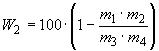 W₂ = 100 · (1 − (m₁ · m₂)/(m₃ · m₄))